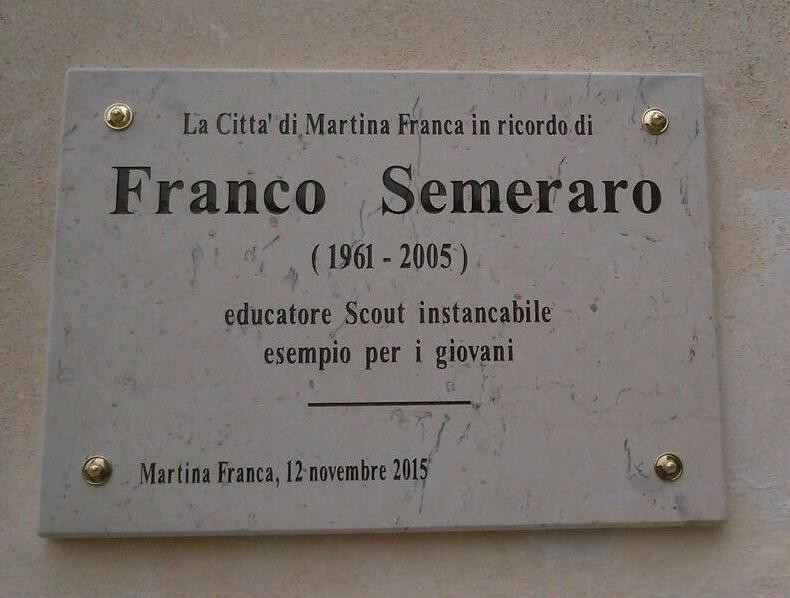 La Citta' di Martina Franca in ricordo di
Franco Semeraro
( 1961 - 2005 )
educatore Scout instancabile
esempio per i giovani
Martina Franca, 12 novembre 2015